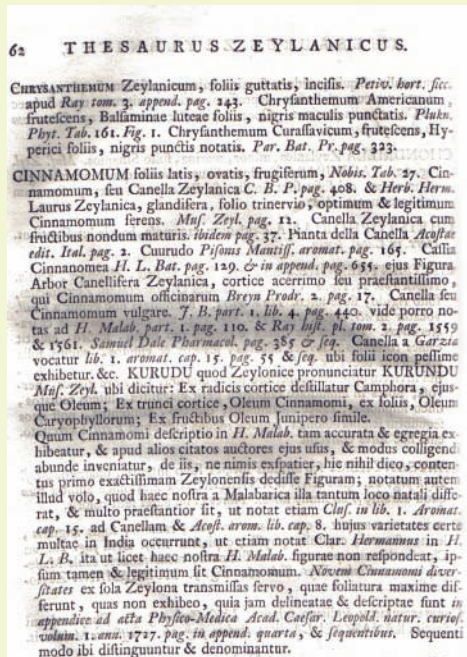 62 THESAURUS ZEYLANICUS.
CHRYSANTHEMUM Zeylanicum, foliis guttatis, incisis. Petiv. hort. sicc.
apud Ray tom. 3. append. pag. 243. Chrysanthemum Americanum,
frutescens, Balsaminae luteae foliis, nigris maculis punctatis. Plukn.
Phyt. Tab. 161. Fig. 1. Chrysanthemum Curassavicum, frutescens, Hy-
perici foliis, nigris punctis notatis. Par. Bat. Pr. pag. 323.
CINNAMOMUM foliis latis, ovatis, frugiferum, Nobis. Tab. 27. Cin-
namomum, seu Canella Zeylanica C. B. P. pag. 408. & Herb. Herm.
Laurus Zeylanica, glandifera, folio trinervio, optimum & legitimum
Cinnamomum ferens. Mus. Zeyl. pag. 12. Canella Zeylanica cum
fructibus nondum maturis. ibidem pag. 37. Pianta della Canella Acostae
edit. Ital. pag. 2. Cuurudo Pisonis Mantiss. aromat. pag. 165. Cassia
Cinnanomea H. L. Bat. pag. 129. & in append. pag. 655. ejus Figura
Arbor Canellifera Zeylanica, cortice acerrimo seu praestantissimo,
qui Cinnamomum officinarum Breyn Prodr. 2. pag. 17. Canella seu
Cinnamomum vulgare. J. B. part. 1. lib. 4. pag. 440. vide porro no-
tas ad H. Malab. part. 1. pag. 110. & Ray hist. pl. tom. 2. pag. 1559
& 1561. Samuel Dale Pharmacol. pag. 385 & seq. Canella a Garzia
vocatur lib. 1. aromat. cap. 15. pag. 55 & seq. ubi folii icon pessime
exhibetur. &c. KURUDU quod Zeylonice pronunciatur KURUNDU
Mus. Zeyl. ubi dicitur: Ex radicis cortice destillatur Camphora, ejus-
que Oleum; Ex trunci cortice, Oleum Cinnamomi, ex foliis, Oleum
Caryophyllorum; Ex fructibus Oleum Junipero simile.
Quum Cinnamomi descriptio in H. Malab. tam accurata & egregia ex-
hibeatur, & apud alios citatos auctores ejus usus, & modus colligendi
abunde inveniatur, de iis, ne nimis exspatier, hic nihil dico, conten-
tus primo exactissimam Zeylonensis dedisse Figuram; notatum autem
illud volo, quod haec nostra a Malabarica illa tantum loco natali diffe-
rat, & multo praestantior sit, ut notat etiam Clus. in lib. 1. Aromat.
cap. 15. ad Canellam & Acost. arom. lib. cap. 8. hujus varietates certe
multae in India occurrunt, ut etiam notat Clar. Hermannus in H.
L. B. ita ut licet haec nostra H. Malab. figurae non respondeat, ip-
sum tamen & legitimum sit Cinnamomum. Novem Cinnamomi diver-
sitates ex sola Zeylona transmissas servo, quae foliatura maxime dif-
ferunt, quas non exhibeo, quia jam delineatae & descriptae sunt in
appendice ad acta Physico-Medica Acad. Caesar. Leopold. natur. curios.
volum. 1. anu. 1727. pag. in append. quarta, & sequentibus. Sequenti
modo ibi distinguuntur & denominantur.